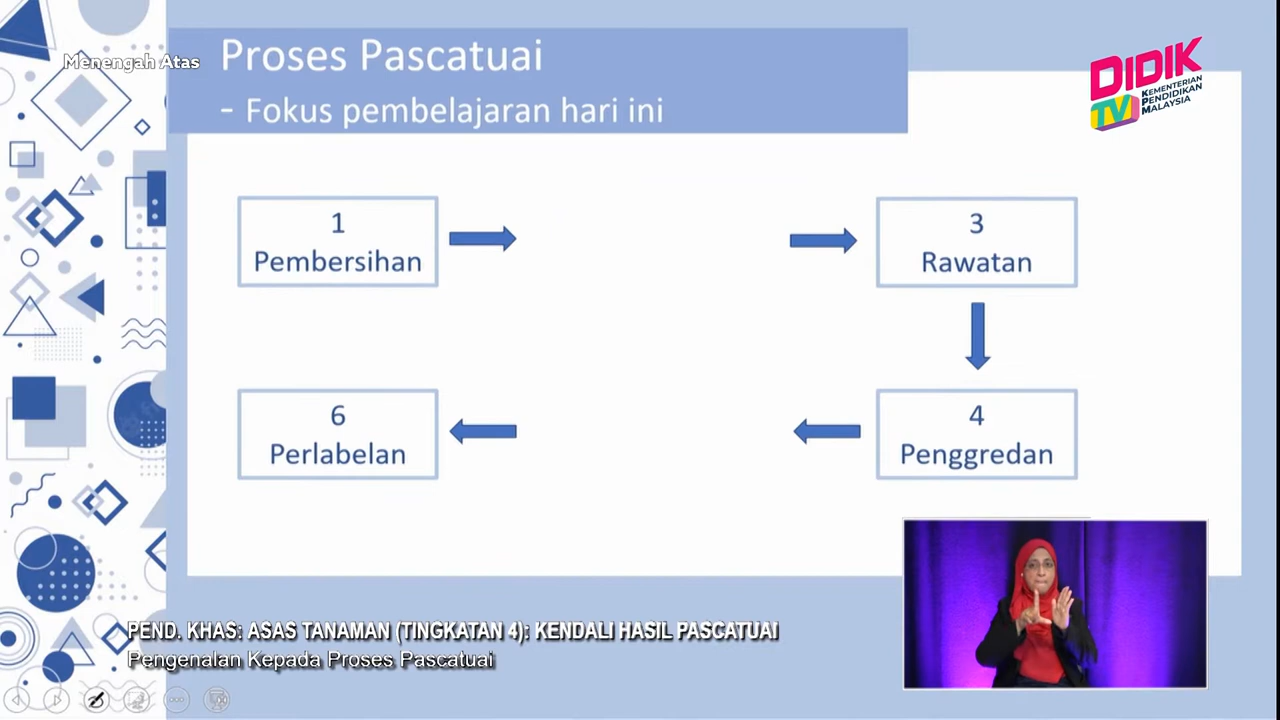 Menengah Atas
Proses Pascatuai
- Fokus pembelajaran hari ini
DIDIK
TV
KEMENTERIAN
PENDIDIKAN
MALAYSIA
1
Pembersihan
3
Rawatan
6
Perlabelan
4
Penggredan
PEND. KHAS: ASAS TANAMAN (TINGKATAN 4): KENDALI HASIL PASCATUAI
Pengenalan Kepada Proses Pascatuai